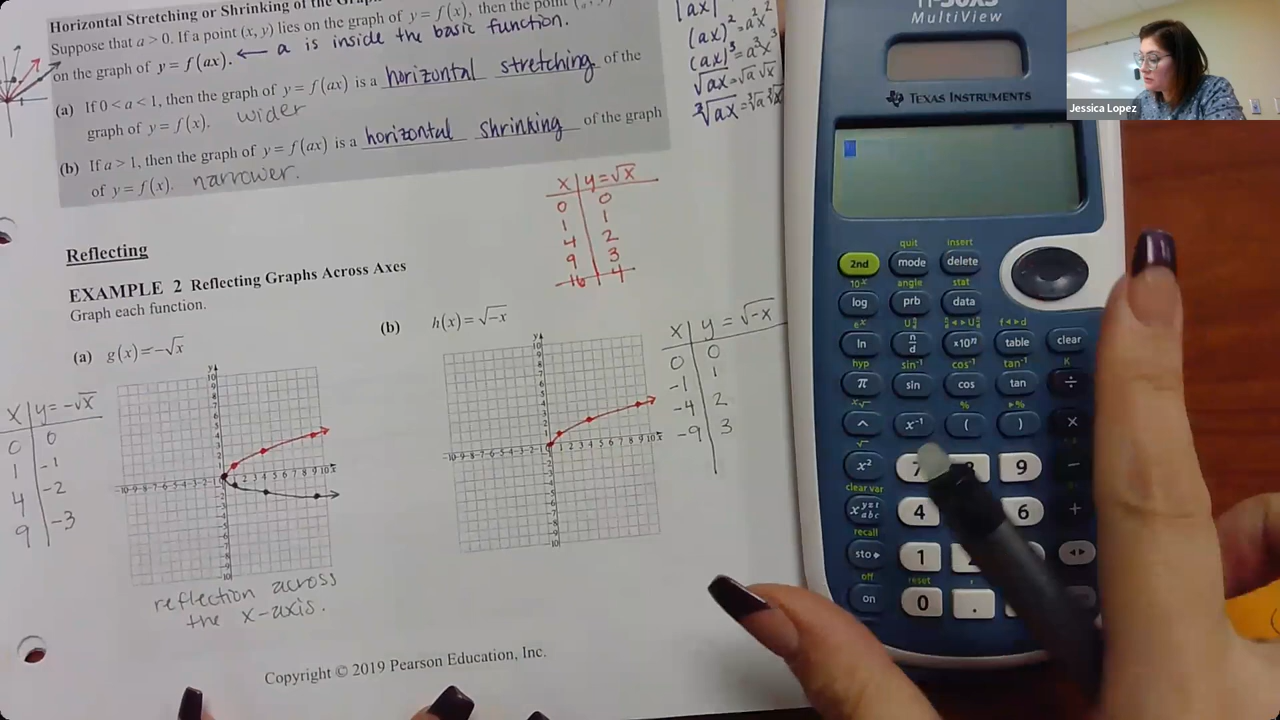 Horizontal Stretching or Shrinking of the
Suppose that a > 0. If a point (x, y) lies on the graph of y = f(x), then the point
on the graph of y = f(ax). ← a is inside the basic function.
(a) If 0 < a < 1, then the graph of y = f(ax) is a horizontal stretching of the
graph of y = f(x). wider
(b) If a > 1, then the graph of y = f(ax) is a horizontal shrinking of the graph
of y = f(x). narrower.
|ax|
(ax)² = a²x²
(ax)³ = a³x³
√ax = √a √x
∛ax = ∛a ∛x
x | y = √x
0 | 0
1 | 1
4 | 2
9 | 3
16 | 4
Reflecting
EXAMPLE 2 Reflecting Graphs Across Axes
Graph each function.
(a) g(x) = -√x
(b) h(x) = √-x
x | y = -√x
0 | 0
1 | -1
4 | -2
9 | -3
x | y = √-x
0 | 0
-1 | 1
-4 | 2
-9 | 3
reflection across
the x-axis.
Copyright © 2019 Pearson Education, Inc.
MultiView
TEXAS INSTRUMENTS
quit insert
2nd mode delete
10ˣ angle stat
log prb data
eˣ f◄►d
ln n/d ×10ⁿ table clear
hyp sin⁻¹ cos⁻¹ tan⁻¹ K
π sin cos tan ÷
ˣ√ % ►%
^ x⁻¹ ( ) ×
√
x² 7 8 9 −
clear var
x y z t a b c 4 6 +
recall
sto► 1
off reset ,
on 0 .
Jessica Lopez